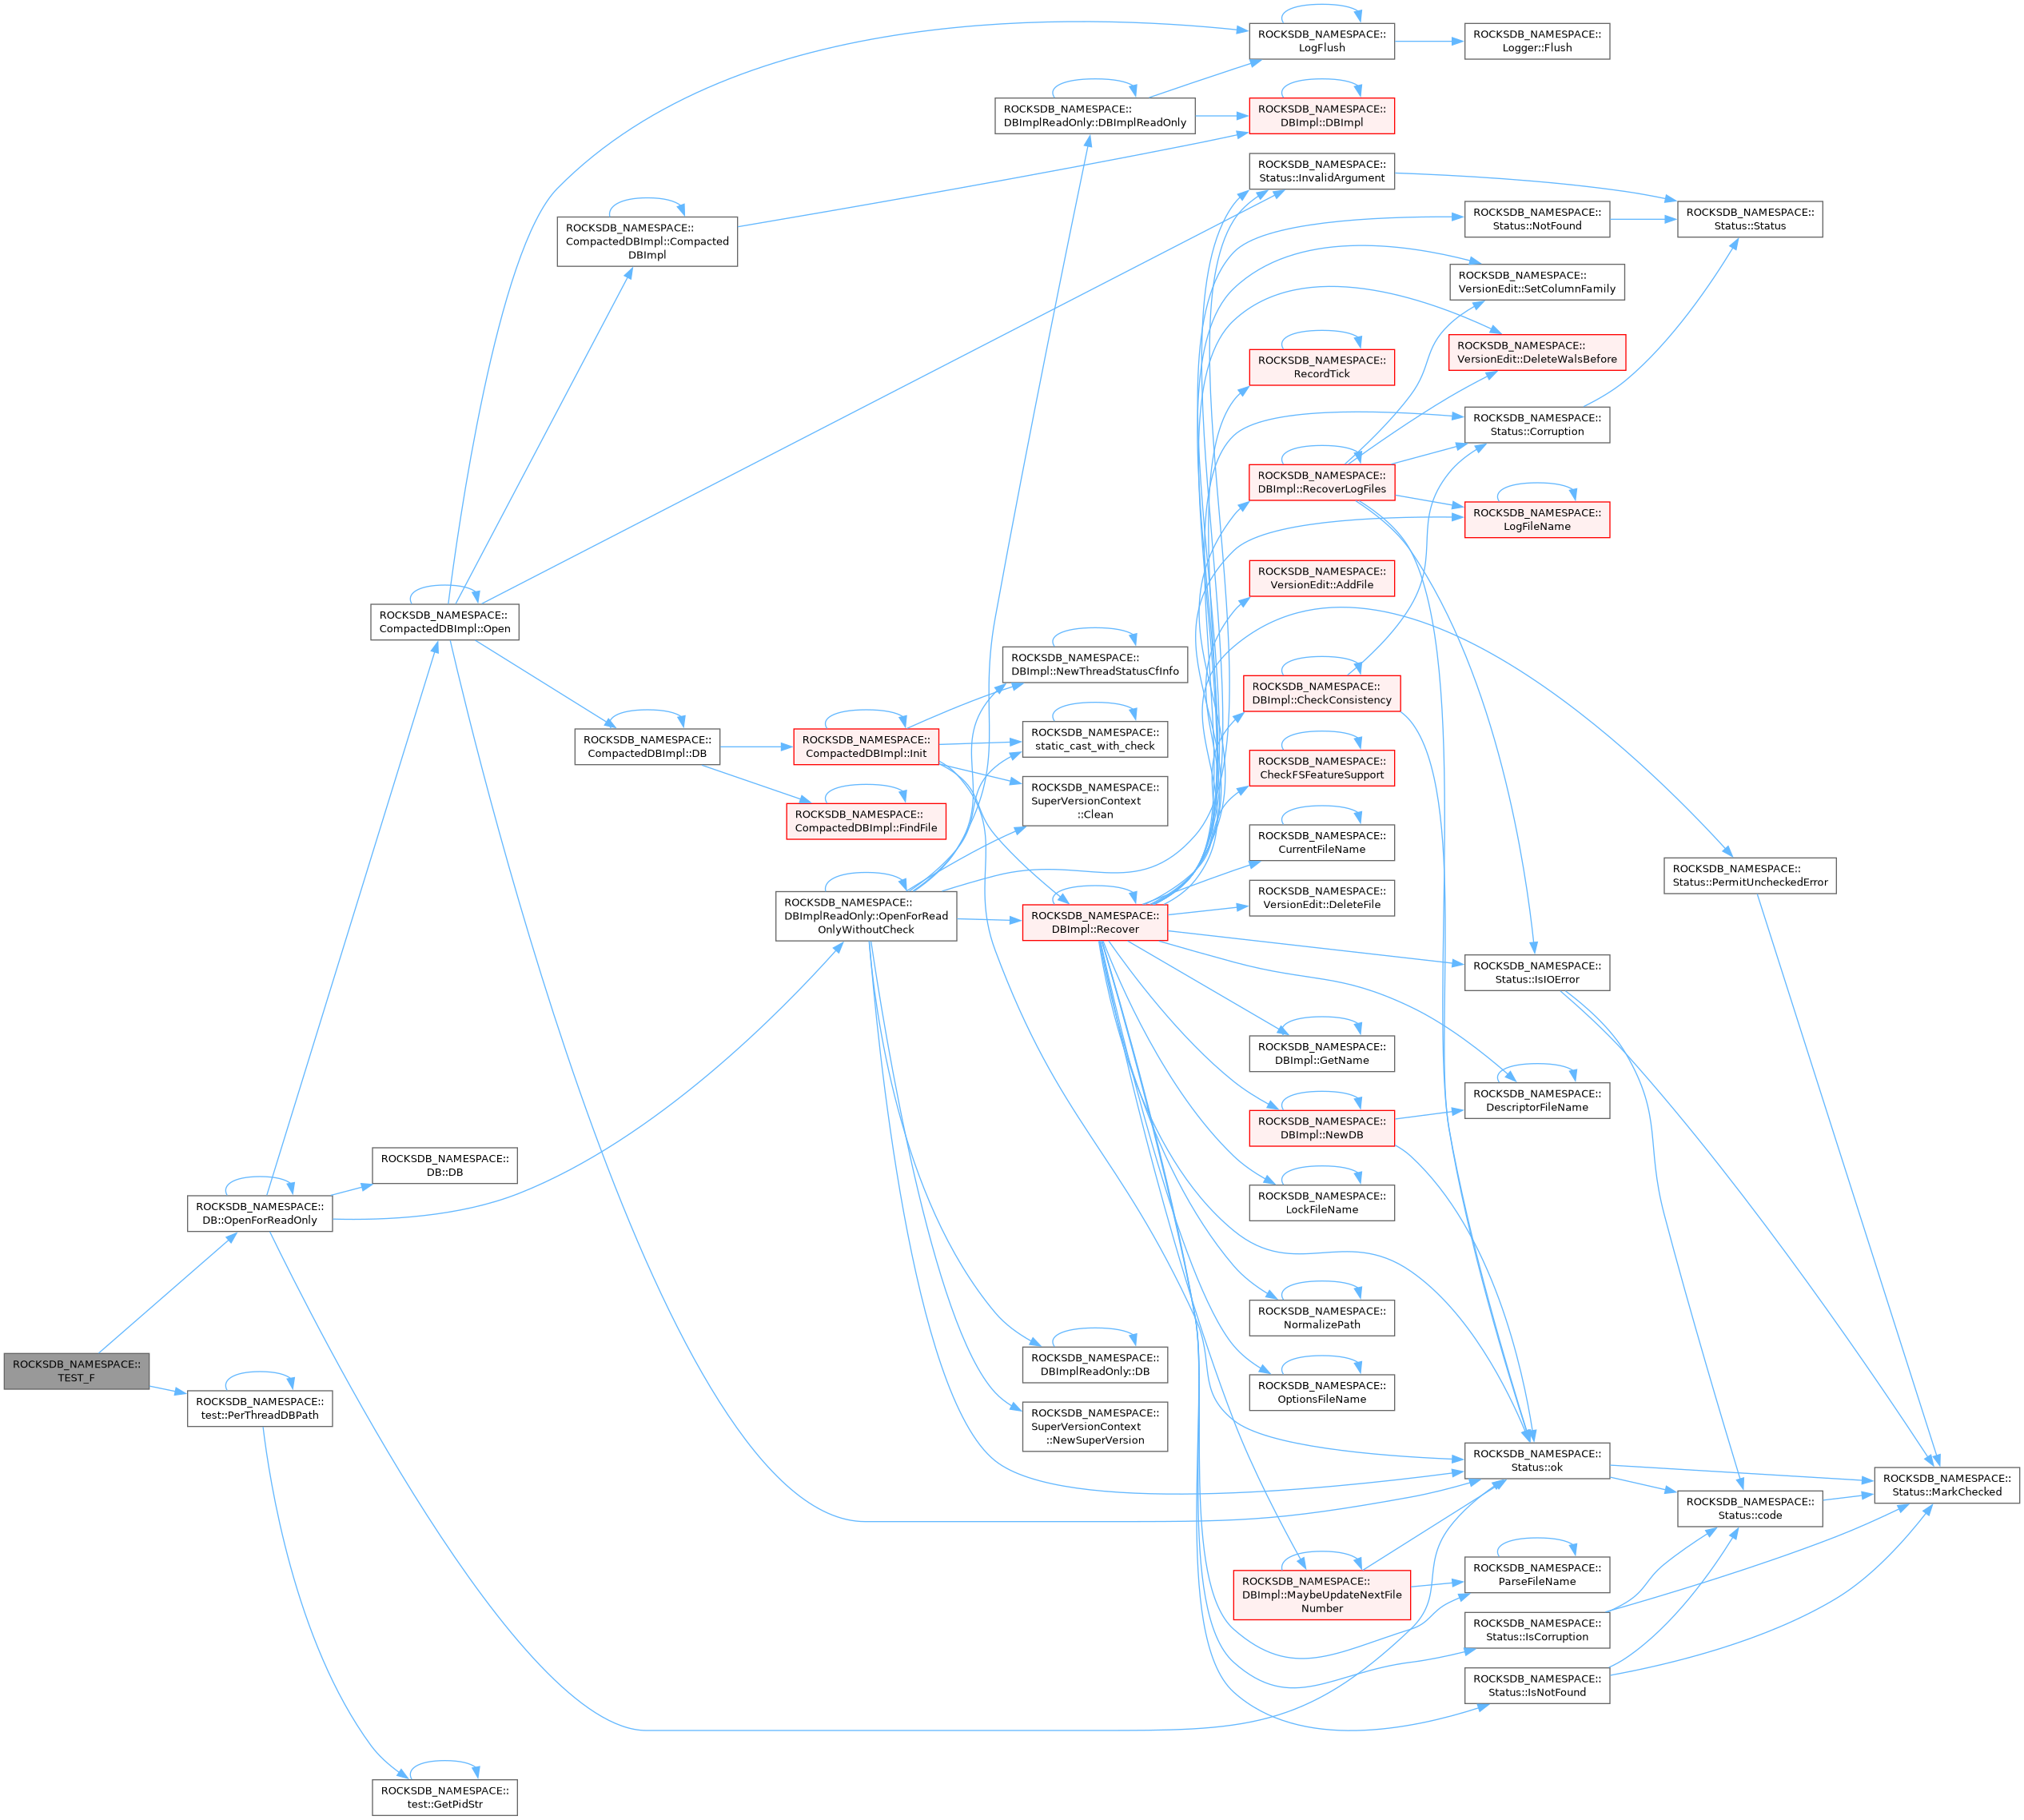 ROCKSDB_NAMESPACE::
TEST_F
ROCKSDB_NAMESPACE::
DB::OpenForReadOnly
ROCKSDB_NAMESPACE::
test::PerThreadDBPath
ROCKSDB_NAMESPACE::
CompactedDBImpl::Open
ROCKSDB_NAMESPACE::
DB::DB
ROCKSDB_NAMESPACE::
test::GetPidStr
ROCKSDB_NAMESPACE::
CompactedDBImpl::Compacted
DBImpl
ROCKSDB_NAMESPACE::
CompactedDBImpl::DB
ROCKSDB_NAMESPACE::
CompactedDBImpl::Init
ROCKSDB_NAMESPACE::
CompactedDBImpl::FindFile
ROCKSDB_NAMESPACE::
DBImplReadOnly::OpenForRead
OnlyWithoutCheck
ROCKSDB_NAMESPACE::
DBImplReadOnly::DBImplReadOnly
ROCKSDB_NAMESPACE::
DBImpl::NewThreadStatusCfInfo
ROCKSDB_NAMESPACE::
static_cast_with_check
ROCKSDB_NAMESPACE::
SuperVersionContext
::Clean
ROCKSDB_NAMESPACE::
DBImpl::Recover
ROCKSDB_NAMESPACE::
DBImplReadOnly::DB
ROCKSDB_NAMESPACE::
SuperVersionContext
::NewSuperVersion
ROCKSDB_NAMESPACE::
LogFlush
ROCKSDB_NAMESPACE::
DBImpl::DBImpl
ROCKSDB_NAMESPACE::
Status::InvalidArgument
ROCKSDB_NAMESPACE::
RecordTick
ROCKSDB_NAMESPACE::
DBImpl::RecoverLogFiles
ROCKSDB_NAMESPACE::
VersionEdit::AddFile
ROCKSDB_NAMESPACE::
DBImpl::CheckConsistency
ROCKSDB_NAMESPACE::
CheckFSFeatureSupport
ROCKSDB_NAMESPACE::
CurrentFileName
ROCKSDB_NAMESPACE::
VersionEdit::DeleteFile
ROCKSDB_NAMESPACE::
DBImpl::GetName
ROCKSDB_NAMESPACE::
DBImpl::NewDB
ROCKSDB_NAMESPACE::
LockFileName
ROCKSDB_NAMESPACE::
NormalizePath
ROCKSDB_NAMESPACE::
OptionsFileName
ROCKSDB_NAMESPACE::
DBImpl::MaybeUpdateNextFile
Number
ROCKSDB_NAMESPACE::
Logger::Flush
ROCKSDB_NAMESPACE::
Status::NotFound
ROCKSDB_NAMESPACE::
VersionEdit::SetColumnFamily
ROCKSDB_NAMESPACE::
VersionEdit::DeleteWalsBefore
ROCKSDB_NAMESPACE::
Status::Corruption
ROCKSDB_NAMESPACE::
LogFileName
ROCKSDB_NAMESPACE::
Status::IsIOError
ROCKSDB_NAMESPACE::
DescriptorFileName
ROCKSDB_NAMESPACE::
Status::ok
ROCKSDB_NAMESPACE::
ParseFileName
ROCKSDB_NAMESPACE::
Status::IsCorruption
ROCKSDB_NAMESPACE::
Status::IsNotFound
ROCKSDB_NAMESPACE::
Status::Status
ROCKSDB_NAMESPACE::
Status::PermitUncheckedError
ROCKSDB_NAMESPACE::
Status::code
ROCKSDB_NAMESPACE::
Status::MarkChecked